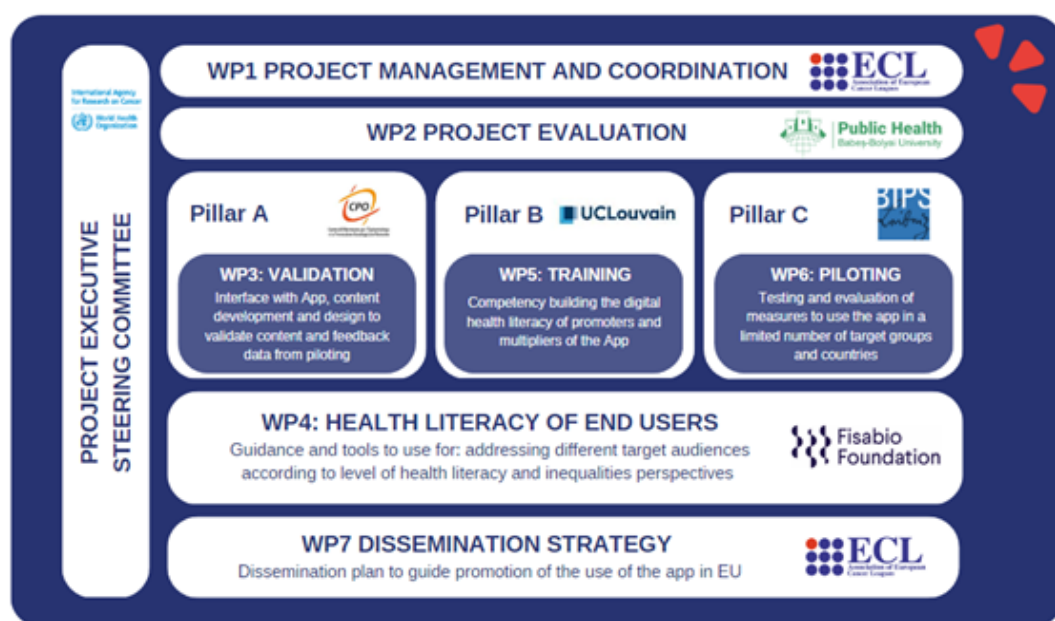 WP1 PROJECT MANAGEMENT AND COORDINATION
ECL
Association of European
Cancer Leagues
International Agency
for Research on Cancer
World Health
Organization
PROJECT EXECUTIVE
STEERING COMMITTEE
WP2 PROJECT EVALUATION
Public Health
Babeș-Bolyai University
Pillar A
CPO
WP3: VALIDATION
Interface with App, content
development and design to
validate content and feedback
data from piloting
Pillar B
UCLouvain
WP5: TRAINING
Competency building the digital
health literacy of promoters and
multipliers of the App
Pillar C
BIPS
Leibniz
WP6: PILOTING
Testing and evaluation of
measures to use the app in a
limited number of target groups
and countries
WP4: HEALTH LITERACY OF END USERS
Guidance and tools to use for: addressing different target audiences
according to level of health literacy and inequalities perspectives
Fisabio
Foundation
WP7 DISSEMINATION STRATEGY
Dissemination plan to guide promotion of the use of the app in EU
ECL
Association of European
Cancer Leagues